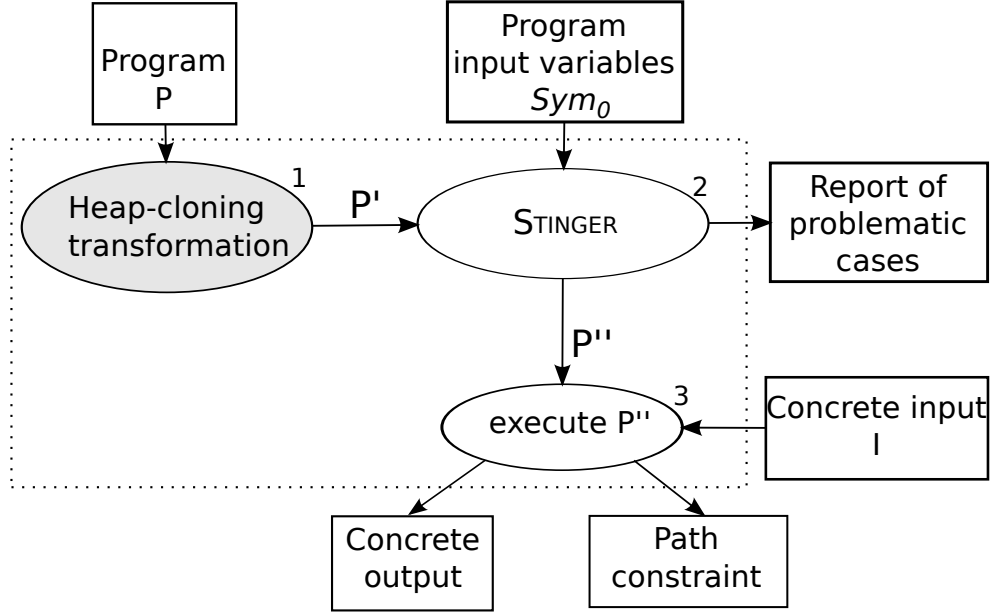 Program
P
Program
input variables
Sym0
1
Heap-cloning
transformation
P'
2
STINGER
Report of
problematic
cases
P''
3
execute P''
Concrete input
I
Concrete
output
Path
constraint